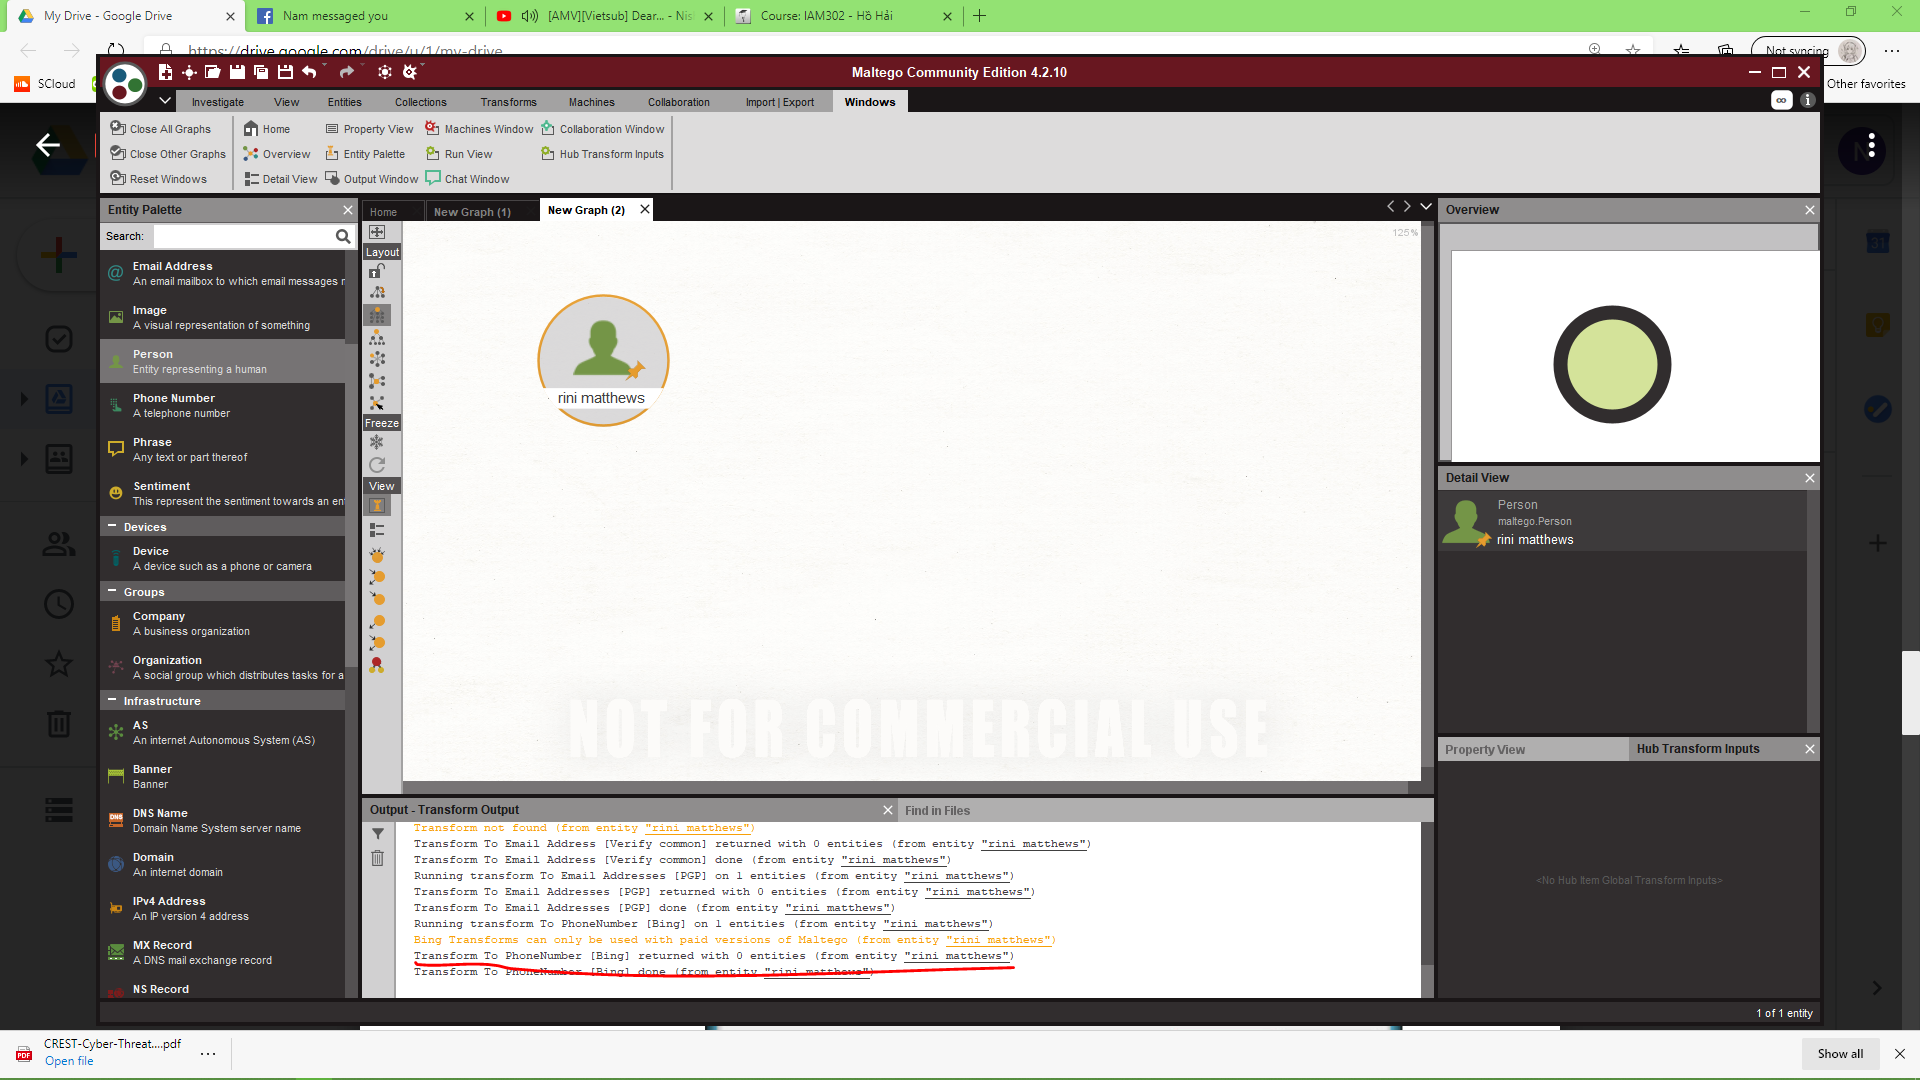 My Drive - Google Drive
Nam messaged you
[AMV][Vietsub] Dear... - Nis
Course: IAM302 - Hồ Hải
https://drive.google.com/drive/u/1/my-drive
Not syncing
SCloud
Other favorites
Maltego Community Edition 4.2.10
Investigate View Entities Collections Transforms Machines Collaboration Import | Export Windows
Close All Graphs
Close Other Graphs
Reset Windows
Home
Overview
Detail View
Property View
Entity Palette
Output Window
Machines Window
Run View
Chat Window
Collaboration Window
Hub Transform Inputs
Entity Palette
Search:
Email Address
An email mailbox to which email messages r
Image
A visual representation of something
Person
Entity representing a human
Phone Number
A telephone number
Phrase
Any text or part thereof
Sentiment
This represent the sentiment towards an ent
Devices
Device
A device such as a phone or camera
Groups
Company
A business organization
Organization
A social group which distributes tasks for a
Infrastructure
AS
An internet Autonomous System (AS)
Banner
Banner
DNS Name
Domain Name System server name
Domain
An internet domain
IPv4 Address
An IP version 4 address
MX Record
A DNS mail exchange record
NS Record
Home
New Graph (1)
New Graph (2)
Layout
Freeze
View
125%
rini matthews
NOT FOR COMMERCIAL USE
Output - Transform Output
Find in Files
Transform not found (from entity "rini matthews")
Transform To Email Address [Verify common] returned with 0 entities (from entity "rini matthews")
Transform To Email Address [Verify common] done (from entity "rini matthews")
Running transform To Email Addresses [PGP] on 1 entities (from entity "rini matthews")
Transform To Email Addresses [PGP] returned with 0 entities (from entity "rini matthews")
Transform To Email Addresses [PGP] done (from entity "rini matthews")
Running transform To PhoneNumber [Bing] on 1 entities (from entity "rini matthews")
Bing Transforms can only be used with paid versions of Maltego (from entity "rini matthews")
Transform To PhoneNumber [Bing] returned with 0 entities (from entity "rini matthews")
Transform To PhoneNumber [Bing] done (from entity "rini matthews")
Overview
Detail View
Person
maltego.Person
rini matthews
Property View
Hub Transform Inputs
<No Hub Item Global Transform Inputs>
1 of 1 entity
CREST-Cyber-Threat....pdf
Open file
Show all